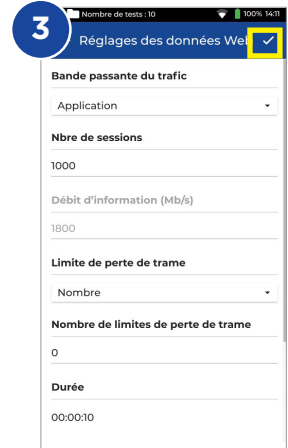 3
Nombre de tests : 10 100% 14:11
Réglages des données We
Bande passante du trafic
Application
Nbre de sessions
1000
Débit d'information (Mb/s)
1800
Limite de perte de trame
Nombre
Nombre de limites de perte de trame
0
Durée
00:00:10